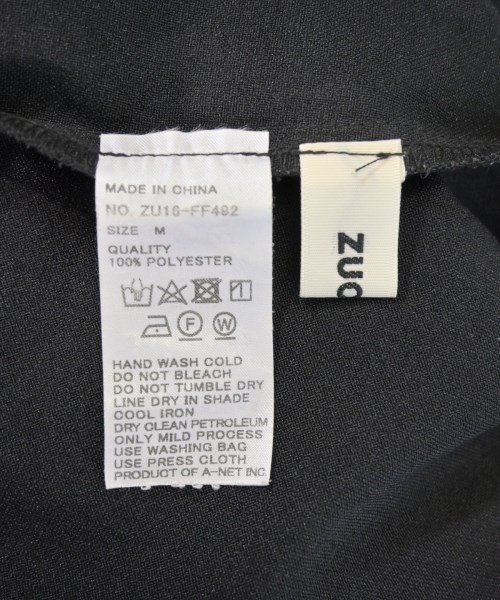 MADE IN CHINA
NO. ZU16-FF492
SIZE M
QUALITY
100% POLYESTER
F W
HAND WASH COLD
DO NOT BLEACH
DO NOT TUMBLE DRY
LINE DRY IN SHADE
COOL IRON
DRY CLEAN PETROLEUM
ONLY MILD PROCESS
USE WASHING BAG
USE PRESS CLOTH
PRODUCT OF A-NET INC
zuc